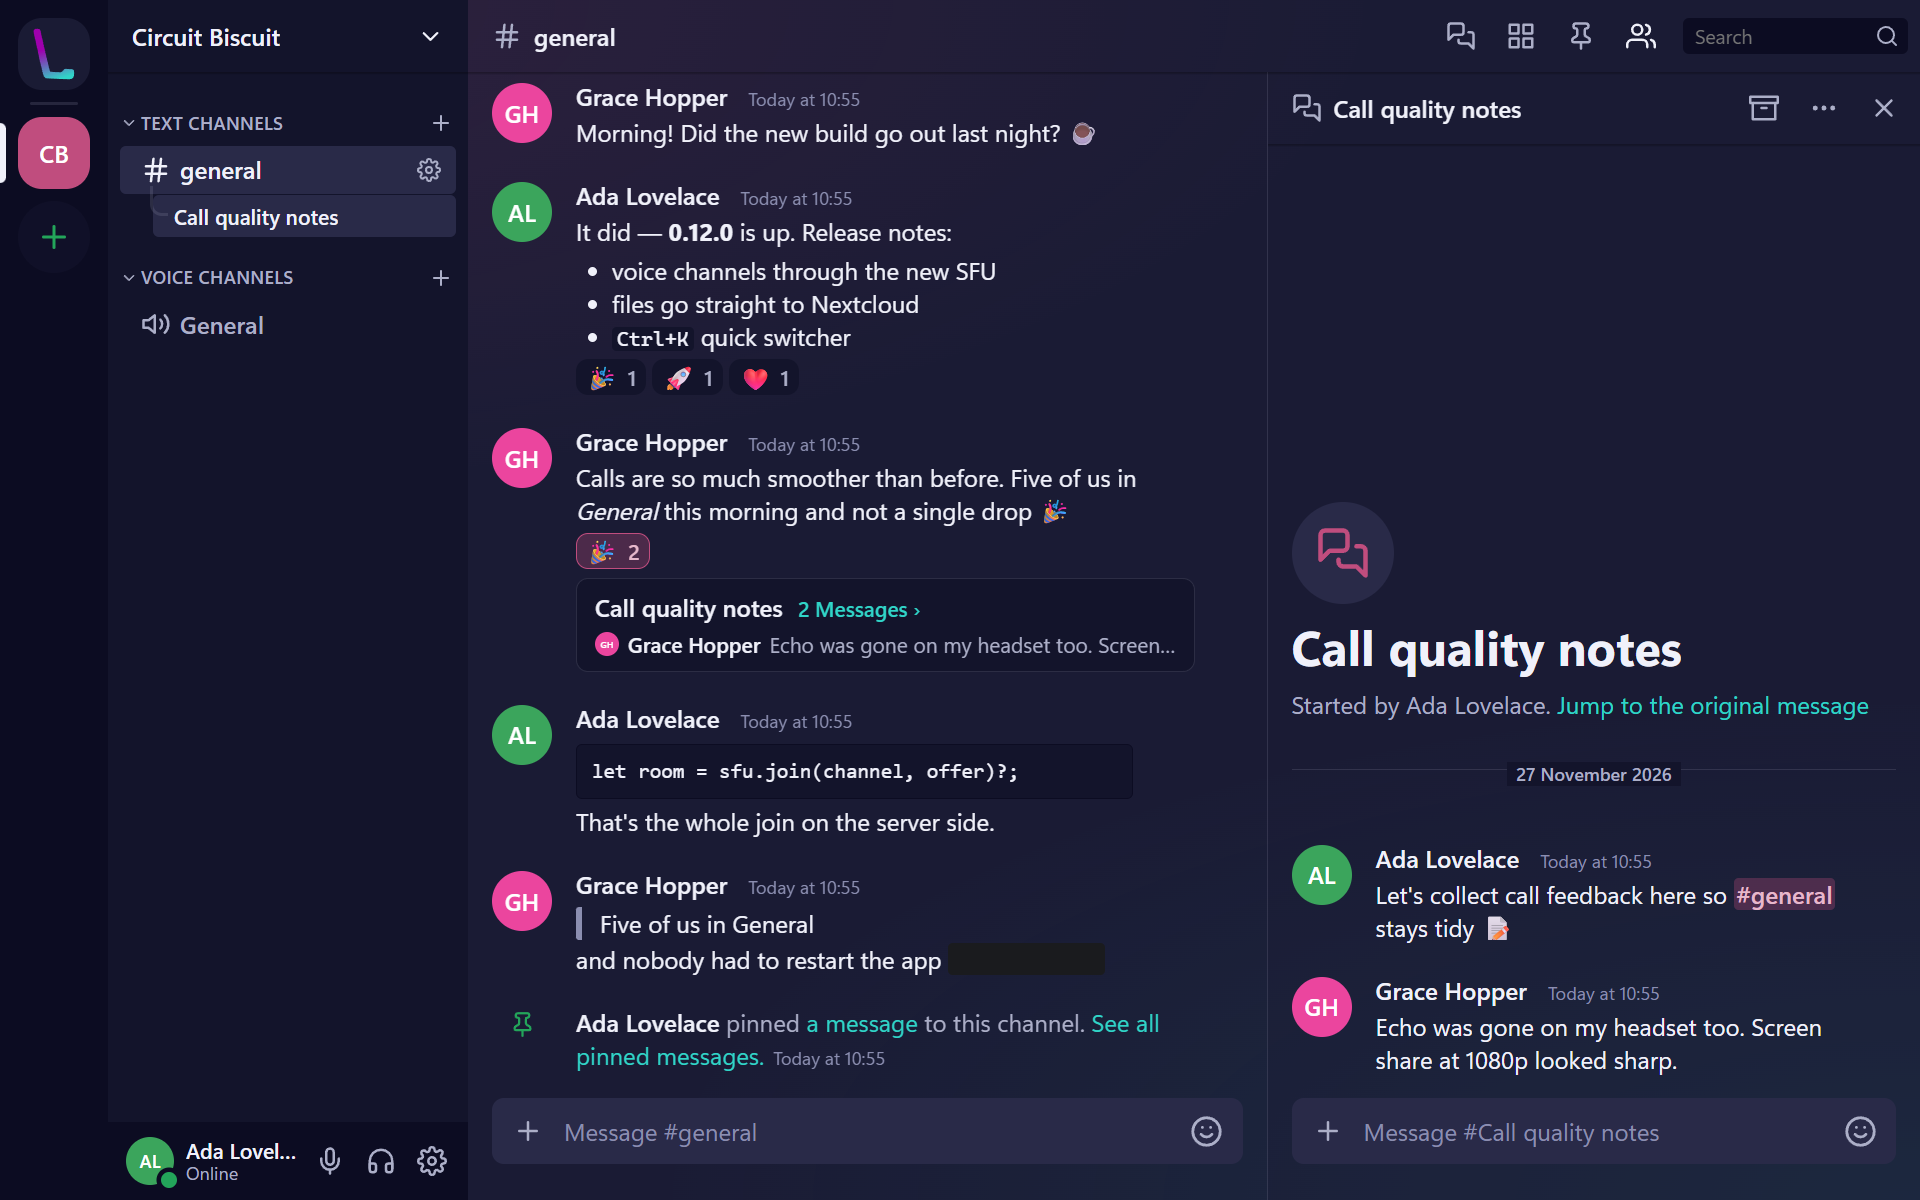 Circuit Biscuit
CB
TEXT CHANNELS
general
Call quality notes
VOICE CHANNELS
General
AL
Ada Lovel...
Online
general
Search
GH
Grace Hopper Today at 10:55
Morning! Did the new build go out last night?
AL
Ada Lovelace Today at 10:55
It did — 0.12.0 is up. Release notes:
• voice channels through the new SFU
• files go straight to Nextcloud
• Ctrl+K quick switcher
1 1 1
GH
Grace Hopper Today at 10:55
Calls are so much smoother than before. Five of us in
General this morning and not a single drop
2
Call quality notes 2 Messages ›
GH Grace Hopper Echo was gone on my headset too. Screen...
AL
Ada Lovelace Today at 10:55
let room = sfu.join(channel, offer)?;
That's the whole join on the server side.
GH
Grace Hopper Today at 10:55
Five of us in General
and nobody had to restart the app
Ada Lovelace pinned a message to this channel. See all
pinned messages. Today at 10:55
Message #general
Call quality notes
Call quality notes
Started by Ada Lovelace. Jump to the original message
27 November 2026
AL
Ada Lovelace Today at 10:55
Let's collect call feedback here so #general
stays tidy
GH
Grace Hopper Today at 10:55
Echo was gone on my headset too. Screen
share at 1080p looked sharp.
Message #Call quality notes